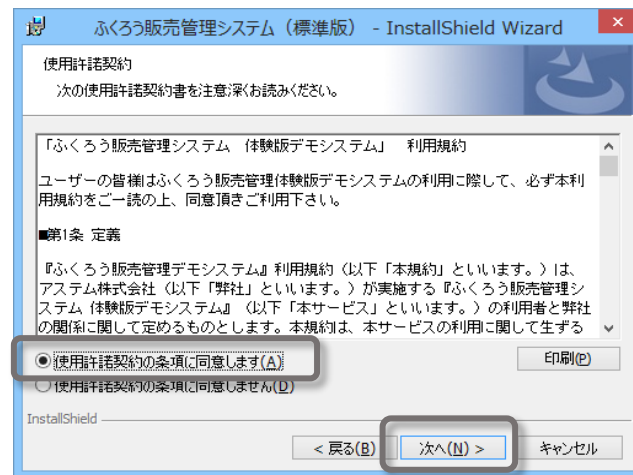 ふくろう販売管理システム（標準版） - InstallShield Wizard
使用許諾契約
次の使用許諾契約書を注意深くお読みください。
「ふくろう販売管理システム　体験版デモシステム」　利用規約
ユーザーの皆様はふくろう販売管理体験版デモシステムの利用に際して、必ず本利
用規約をご一読の上、同意頂きご利用下さい。
■第1条 定義
『ふくろう販売管理デモシステム』利用規約（以下「本規約」といいます。）は、
アステム株式会社（以下「弊社」といいます。）が実施する『ふくろう販売管理シ
ステム 体験版デモシステム』（以下「本サービス」といいます。）の利用者と弊社
の関係に関して定めるものとします。本規約は、本サービスの利用に関して生ずる
使用許諾契約の条項に同意します(A)
印刷(P)
使用許諾契約の条項に同意しません(D)
InstallShield
< 戻る(B)
次へ(N) >
キャンセル